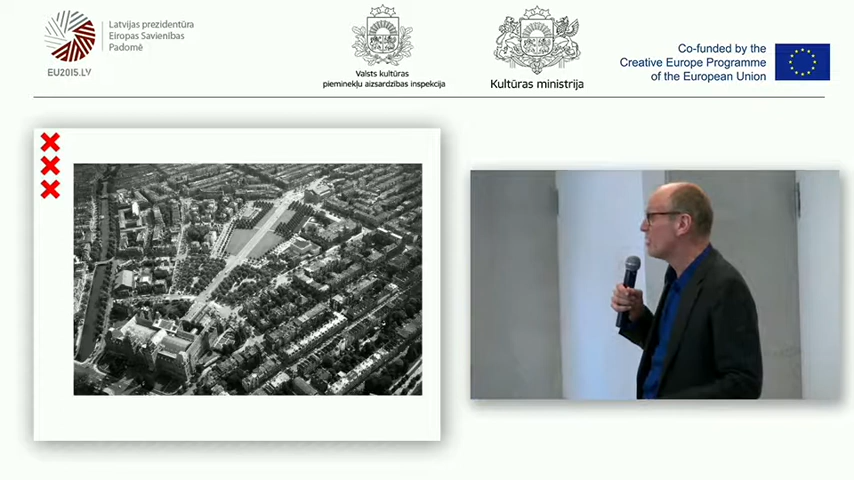 Latvijas prezidentūra
Eiropas Savienības
Padomē
EU2015.LV
Valsts kultūras
pieminekļu aizsardzības inspekcija
Kultūras ministrija
Co-funded by the
Creative Europe Programme
of the European Union